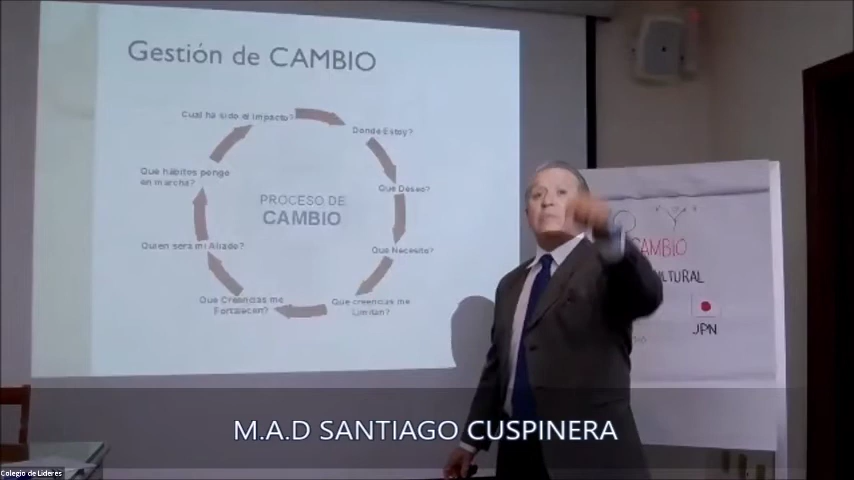 Gestión de CAMBIO
Cual ha sido el impacto?
Donde Estoy?
Que hábitos pongo
en marcha?
Que Deseo?
PROCESO DE
CAMBIO
Quien será mi Aliado?
Que Necesito?
Que Creencias me
Fortalecen?
Que creencias me
Limitan?
CAMBIO
JPN
M.A.D SANTIAGO CUSPINERA
Colegio de Lideres